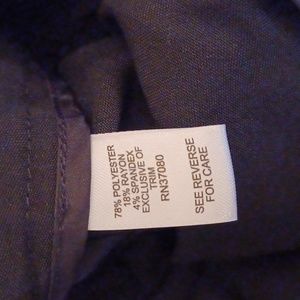 78% POLYESTER
18% RAYON
4% SPANDEX
EXCLUSIVE OF
TRIM
RN37080
SEE REVERSE
FOR CARE